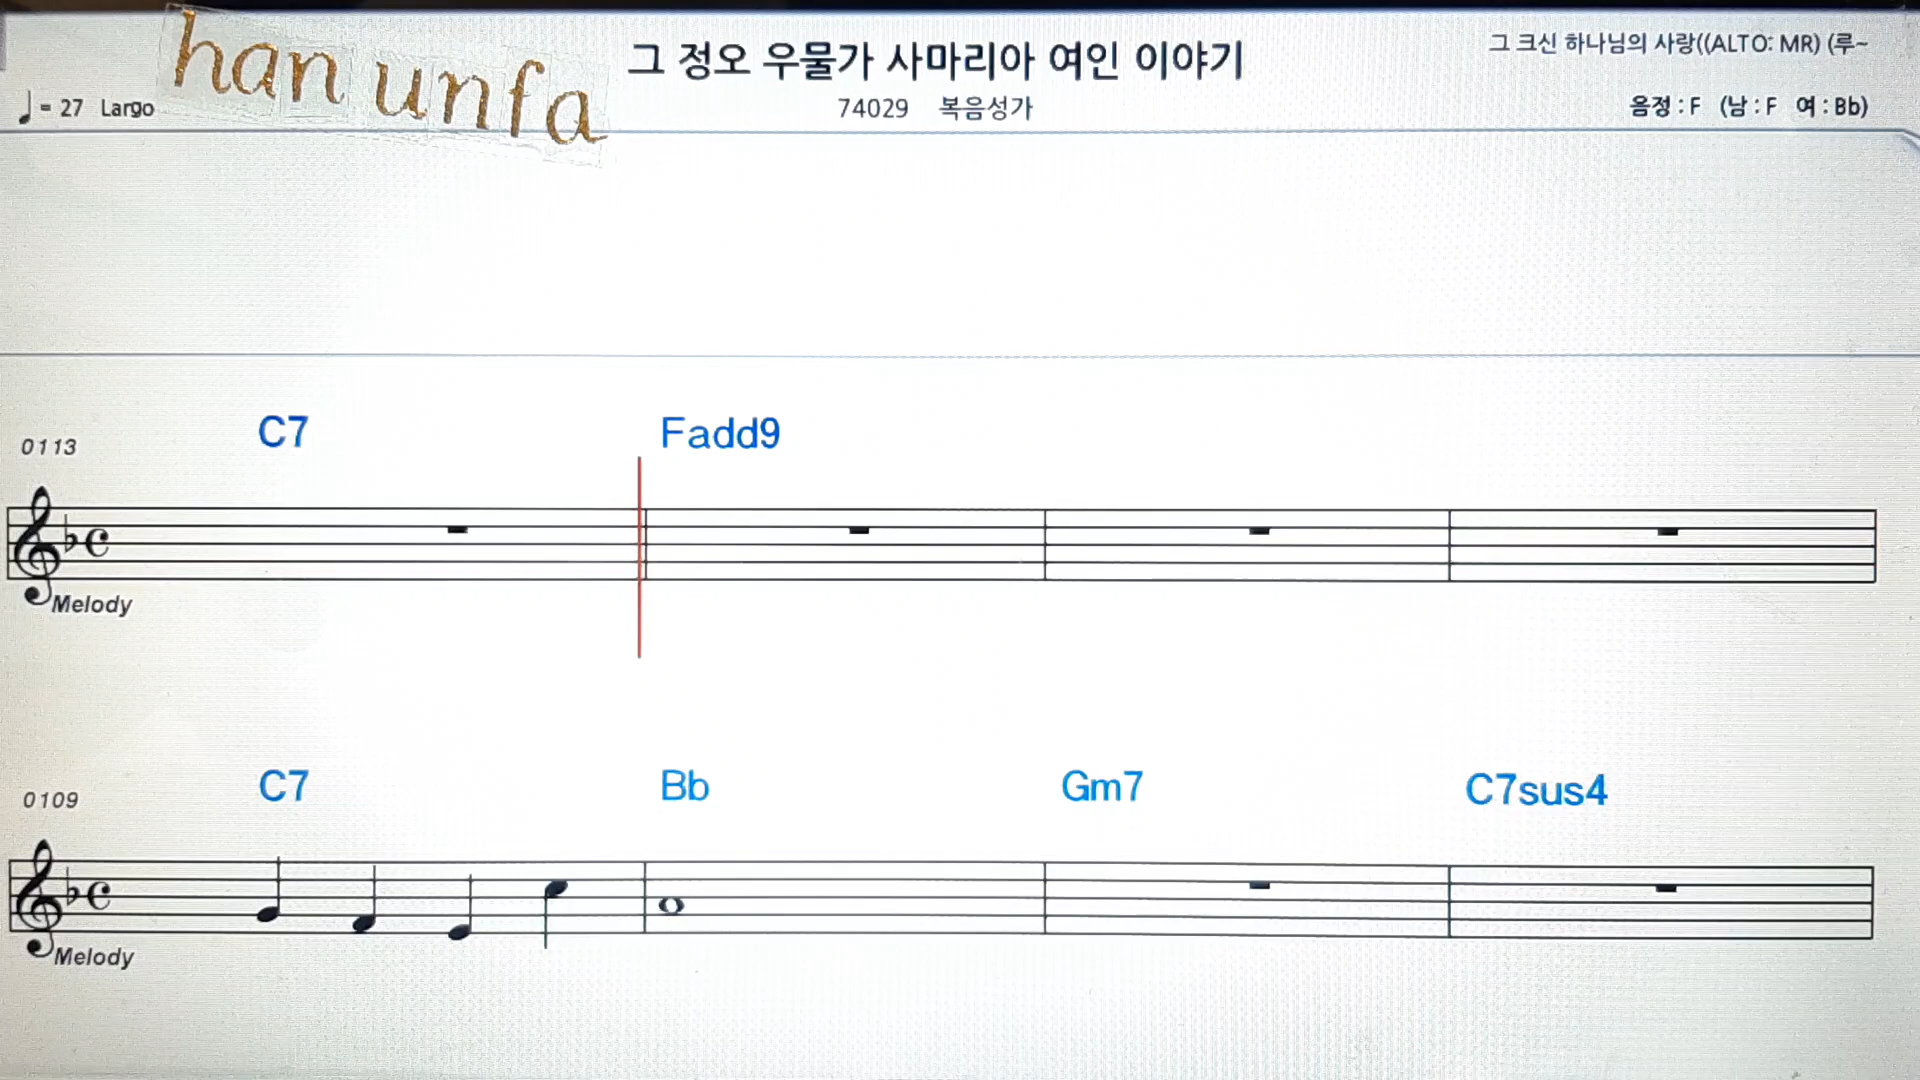 han unfa
그 정오 우물가 사마리아 여인 이야기
그 크신 하나님의 사랑((ALTO: MR) (루~
♩= 27 Largo
74029 복음성가
음정 : F (남 : F 여 : Bb)
C7 Fadd9
0113
Melody
C7 Bb Gm7 C7sus4
0109
Melody